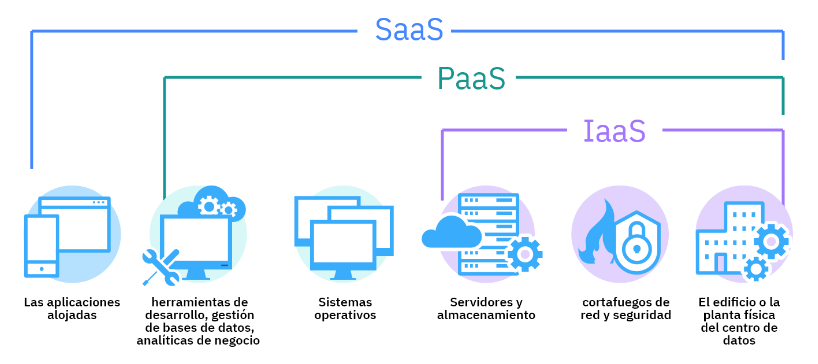 SaaS
PaaS
IaaS
Las aplicaciones
alojadas
herramientas de
desarrollo, gestión
de bases de datos,
analíticas de negocio
Sistemas
operativos
Servidores y
almacenamiento
cortafuegos de
red y seguridad
El edificio o la
planta física
del centro de
datos